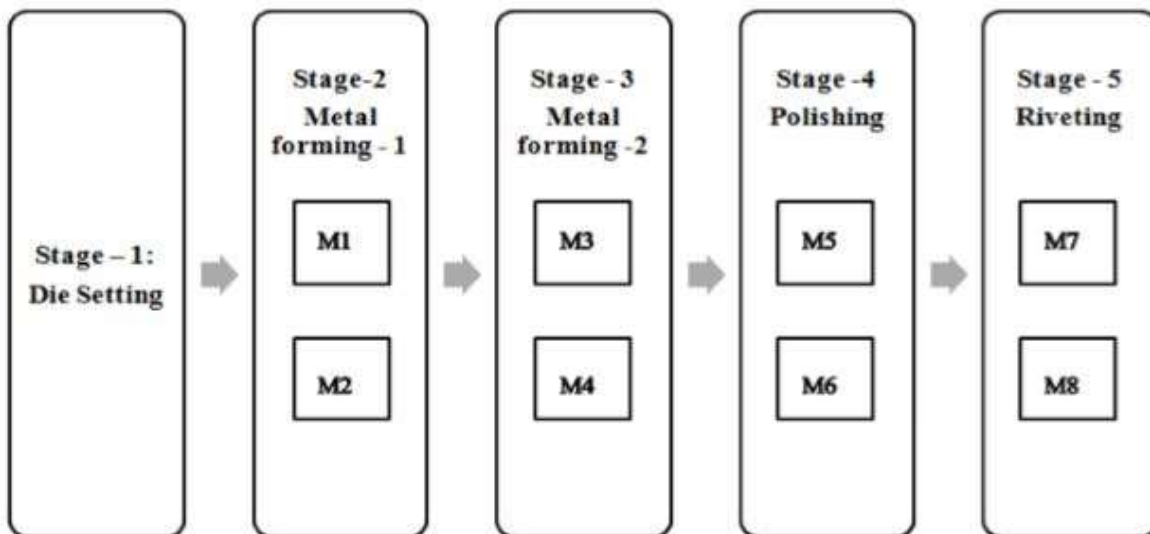 Stage – 1:
Die Setting
Stage-2
Metal
forming - 1
M1
M2
Stage - 3
Metal
forming -2
M3
M4
Stage -4
Polishing
M5
M6
Stage - 5
Riveting
M7
M8